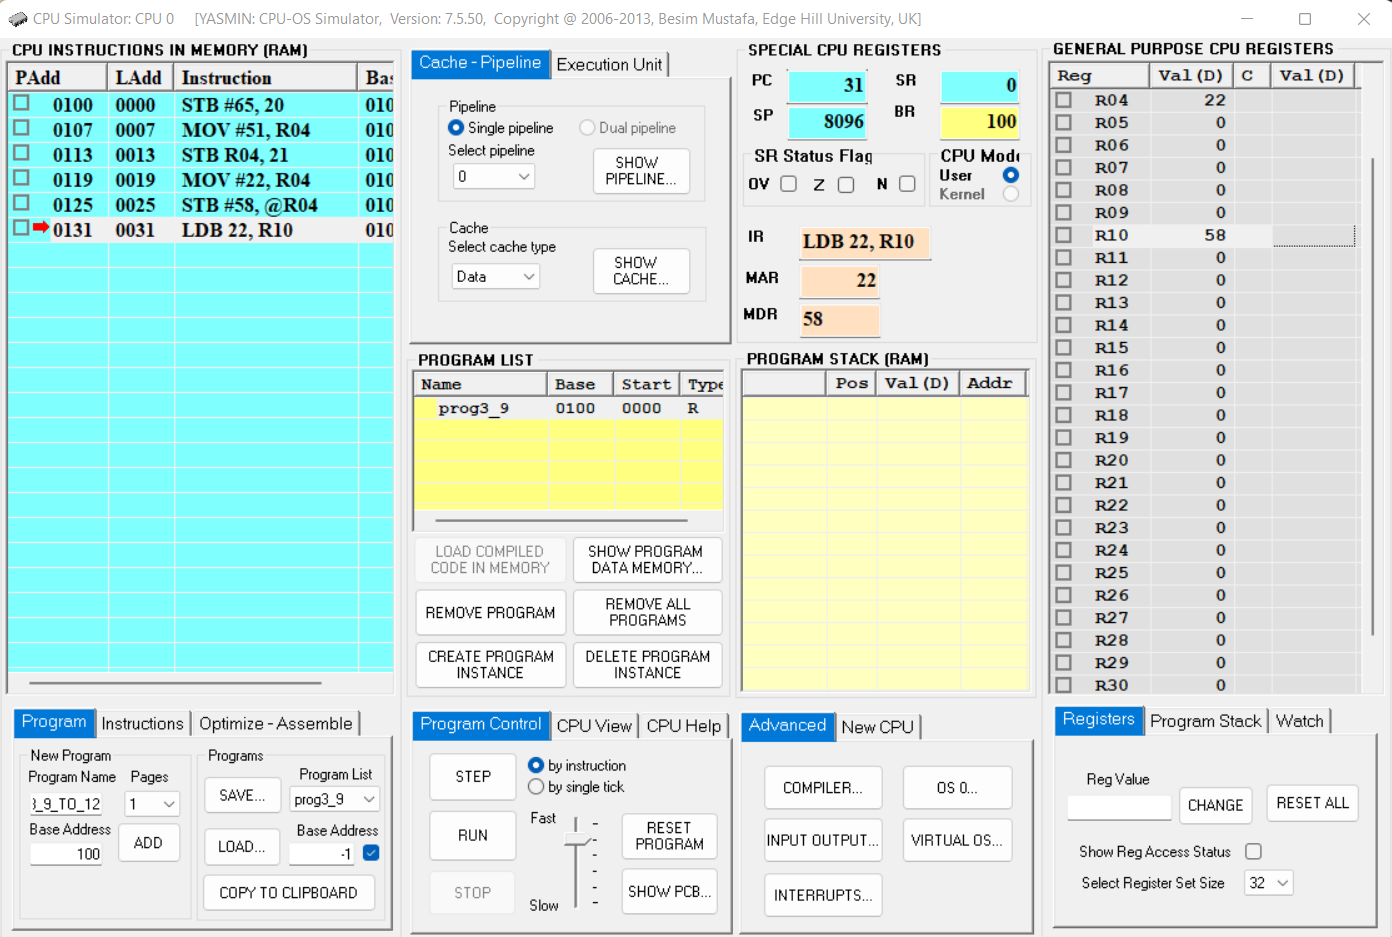 CPU Simulator: CPU 0 [YASMIN: CPU-OS Simulator, Version: 7.5.50, Copyright @ 2006-2013, Besim Mustafa, Edge Hill University, UK]
CPU INSTRUCTIONS IN MEMORY (RAM)
PAdd LAdd Instruction Bas
0100 0000 STB #65, 20 010
0107 0007 MOV #51, R04 010
0113 0013 STB R04, 21 010
0119 0019 MOV #22, R04 010
0125 0025 STB #58, @R04 010
0131 0031 LDB 22, R10 010
Cache - Pipeline Execution Unit
Pipeline
Single pipeline Dual pipeline
Select pipeline
0
SHOW
PIPELINE...
Cache
Select cache type
Data
SHOW
CACHE...
SPECIAL CPU REGISTERS
PC 31 SR 0
SP 8096 BR 100
SR Status Flag
OV Z N
CPU Mode
User
Kernel
IR LDB 22, R10
MAR 22
MDR 58
GENERAL PURPOSE CPU REGISTERS
Reg Val (D) C Val (D)
R04 22
R05 0
R06 0
R07 0
R08 0
R09 0
R10 58
R11 0
R12 0
R13 0
R14 0
R15 0
R16 0
R17 0
R18 0
R19 0
R20 0
R21 0
R22 0
R23 0
R24 0
R25 0
R26 0
R27 0
R28 0
R29 0
R30 0
PROGRAM LIST
Name Base Start Type
prog3_9 0100 0000 R
LOAD COMPILED
CODE IN MEMORY
SHOW PROGRAM
DATA MEMORY...
REMOVE PROGRAM
REMOVE ALL
PROGRAMS
CREATE PROGRAM
INSTANCE
DELETE PROGRAM
INSTANCE
PROGRAM STACK (RAM)
Pos Val (D) Addr
Program Instructions Optimize - Assemble
New Program
Program Name Pages
3_9_TO_12 1
Base Address
100
ADD
Programs
SAVE...
Program List
prog3_9
LOAD...
Base Address
-1
COPY TO CLIPBOARD
Program Control CPU View CPU Help
STEP
by instruction
by single tick
RUN
STOP
Fast
Slow
RESET
PROGRAM
SHOW PCB...
Advanced New CPU
COMPILER... OS 0...
INPUT OUTPUT... VIRTUAL OS...
INTERRUPTS...
Registers Program Stack Watch
Reg Value
CHANGE RESET ALL
Show Reg Access Status
Select Register Set Size 32